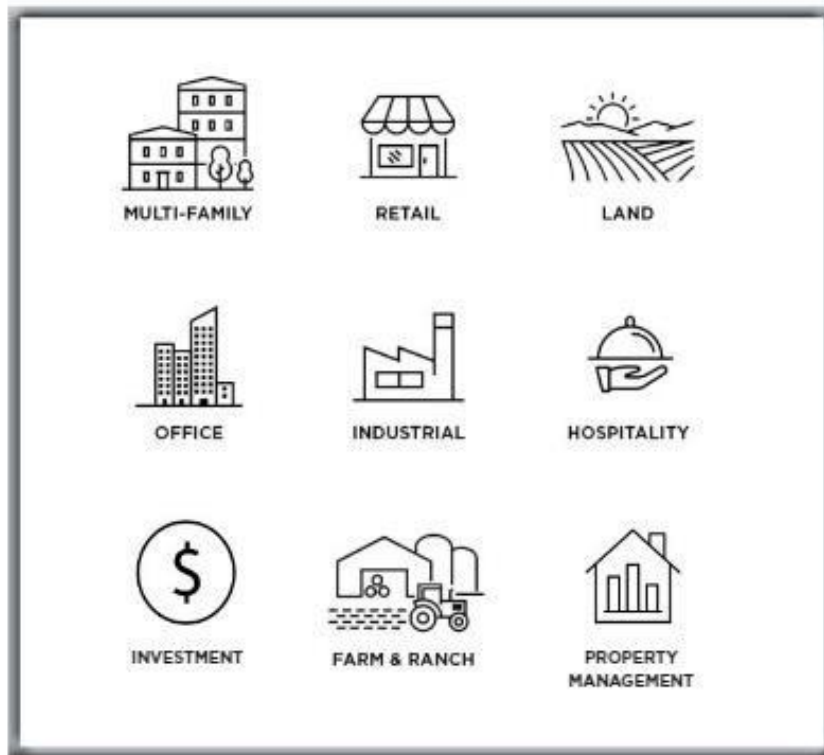 MULTI-FAMILY
RETAIL
LAND
OFFICE
INDUSTRIAL
HOSPITALITY
$
INVESTMENT
FARM & RANCH
PROPERTY
MANAGEMENT